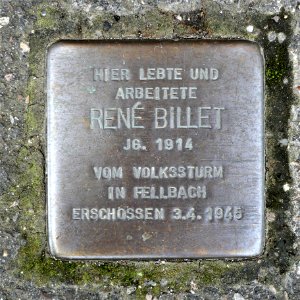 HIER LEBTE UND
ARBEITETE
RENÉ BILLET
JG. 1914
VOM VOLKSSTURM
IN FELLBACH
ERSCHOSSEN 3.4.1945